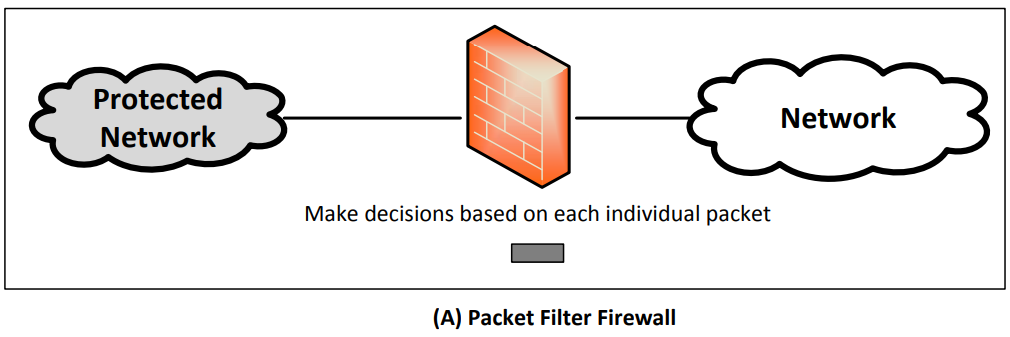 Protected
Network
Network
Make decisions based on each individual packet
(A) Packet Filter Firewall